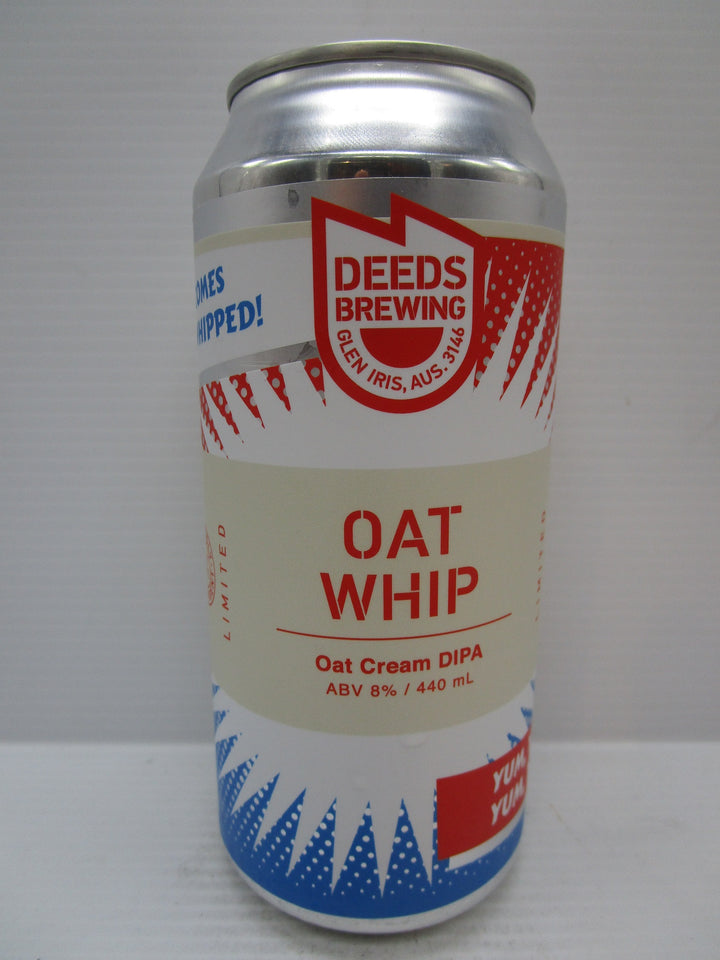 DEEDS
BREWING
GLEN IRIS, AUS. 3146
OMES
HIPPED!
OAT
WHIP
Oat Cream DIPA
ABV 8% / 440 mL
LIMITED
LIMITED
YUM,
YUM,